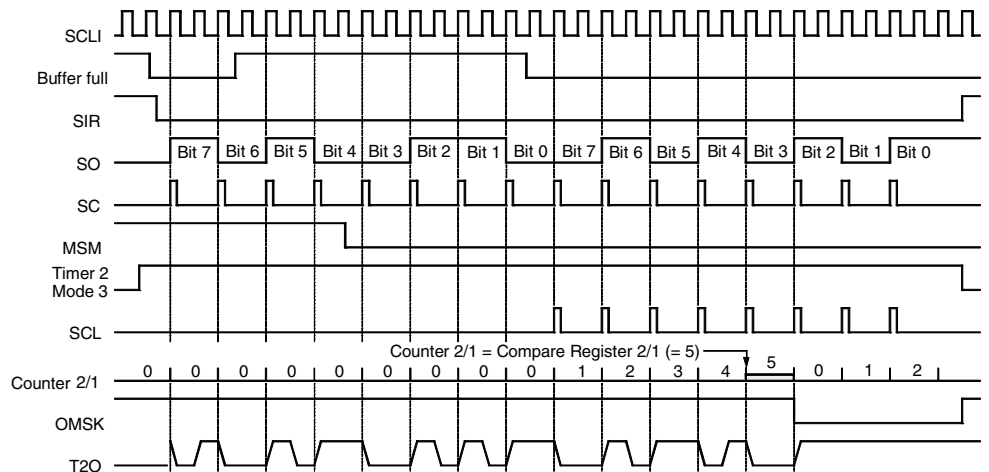 SCLI
Buffer full
SIR
SO Bit 7 Bit 6 Bit 5 Bit 4 Bit 3 Bit 2 Bit 1 Bit 0 Bit 7 Bit 6 Bit 5 Bit 4 Bit 3 Bit 2 Bit 1 Bit 0
SC
MSM
Timer 2
Mode 3
SCL
Counter 2/1 = Compare Register 2/1 (= 5)
Counter 2/1 0 0 0 0 0 0 0 0 0 1 2 3 4 5 0 1 2
OMSK
T2O